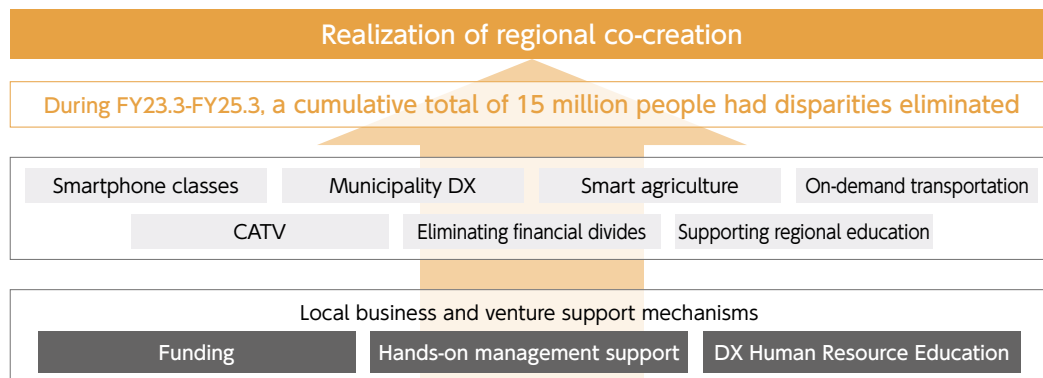 Realization of regional co-creation
During FY23.3-FY25.3, a cumulative total of 15 million people had disparities eliminated
Smartphone classes
Municipality DX
Smart agriculture
On-demand transportation
CATV
Eliminating financial divides
Supporting regional education
Local business and venture support mechanisms
Funding
Hands-on management support
DX Human Resource Education